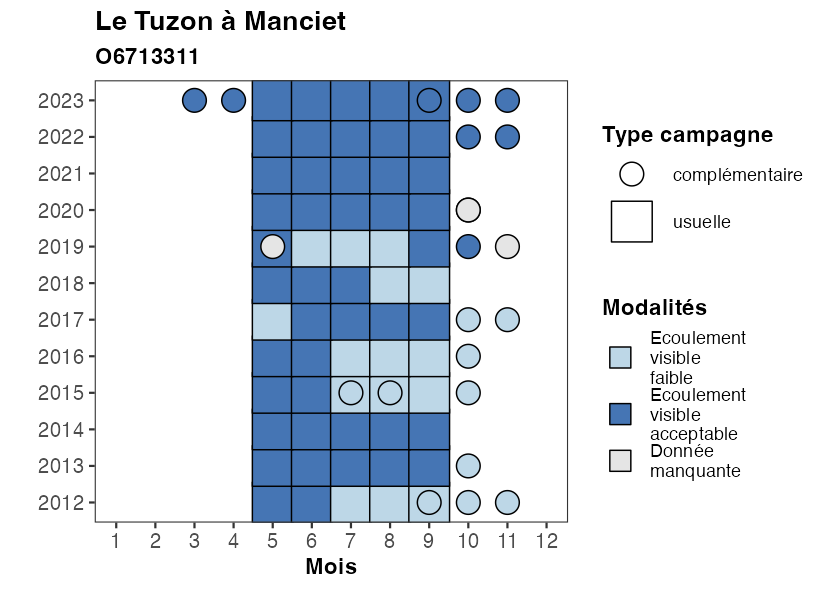 Le Tuzon à Manciet
O6713311
2023
2022
2021
2020
2019
2018
2017
2016
2015
2014
2013
2012
1 2 3 4 5 6 7 8 9 10 11 12
Mois
Type campagne
complémentaire
usuelle
Modalités
Ecoulement
visible
faible
Ecoulement
visible
acceptable
Donnée
manquante